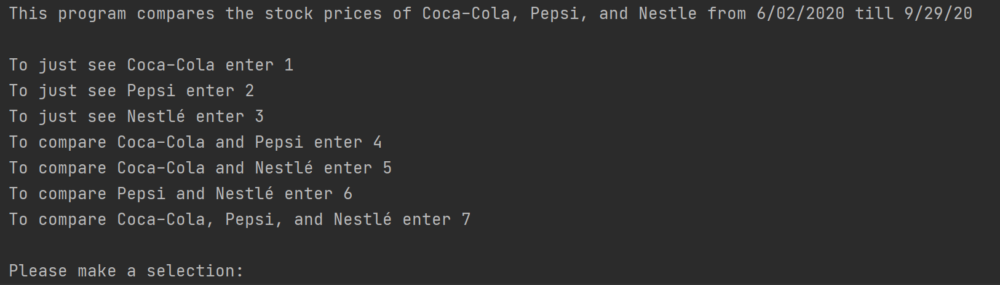 This program compares the stock prices of Coca-Cola, Pepsi, and Nestle from 6/02/2020 till 9/29/20
To just see Coca-Cola enter 1
To just see Pepsi enter 2
To just see Nestlé enter 3
To compare Coca-Cola and Pepsi enter 4
To compare Coca-Cola and Nestlé enter 5
To compare Pepsi and Nestlé enter 6
To compare Coca-Cola, Pepsi, and Nestlé enter 7
Please make a selection: